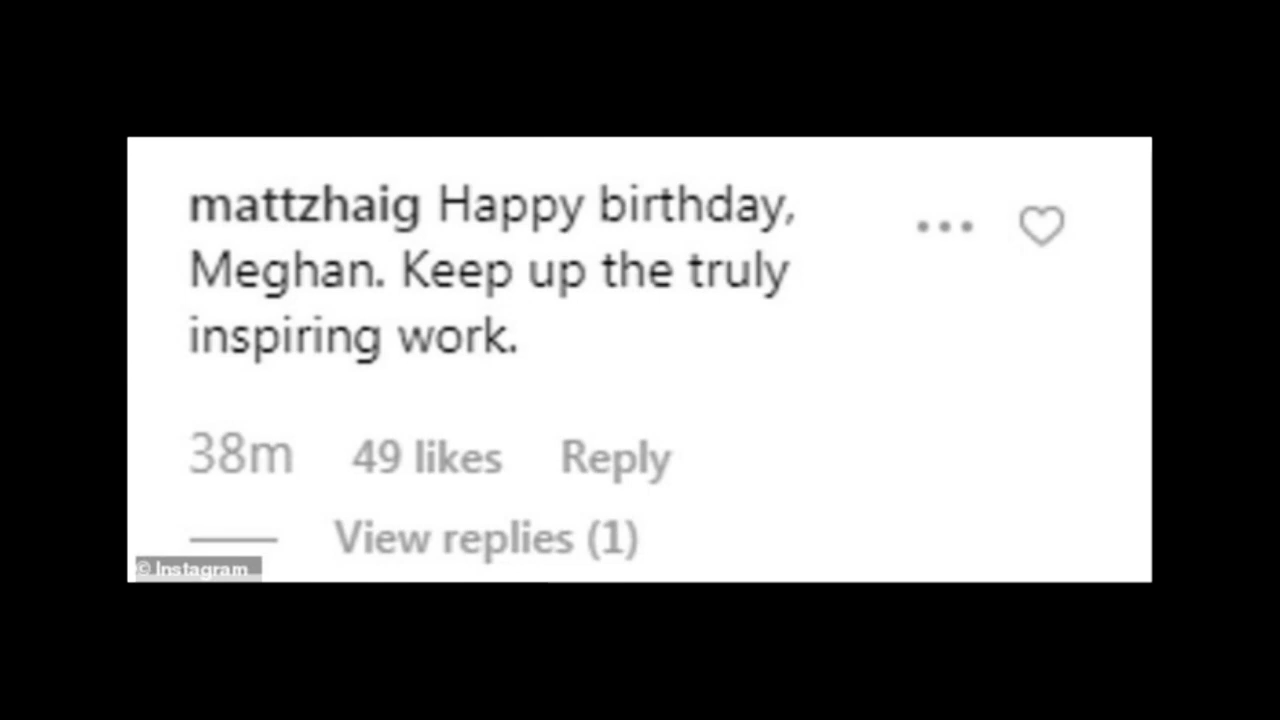 mattzhaig Happy birthday,
Meghan. Keep up the truly
inspiring work.
38m 49 likes Reply
View replies (1)
© Instagram